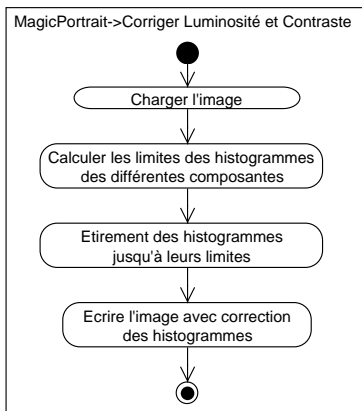 MagicPortrait->Corriger Luminosité et Contraste
Charger l'image
Calculer les limites des histogrammes
des différentes composantes
Etirement des histogrammes
jusqu'à leurs limites
Ecrire l'image avec correction
des histogrammes